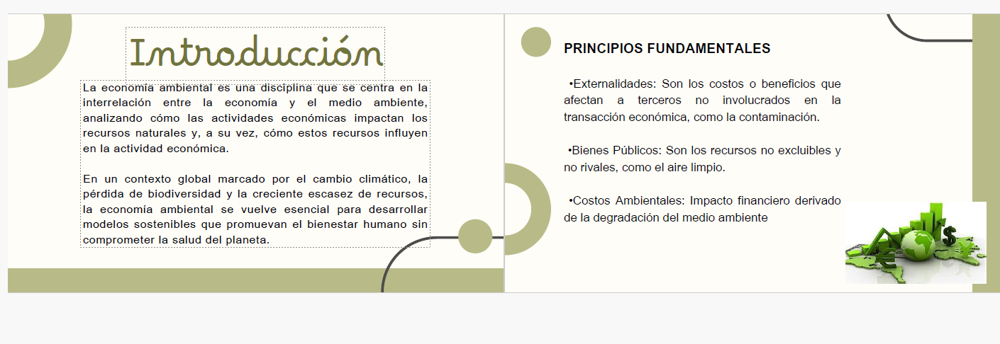 Introducción
La economía ambiental es una disciplina que se centra en la
interrelación entre la economía y el medio ambiente,
analizando cómo las actividades económicas impactan los
recursos naturales y, a su vez, cómo estos recursos influyen
en la actividad económica.
En un contexto global marcado por el cambio climático, la
pérdida de biodiversidad y la creciente escasez de recursos,
la economía ambiental se vuelve esencial para desarrollar
modelos sostenibles que promuevan el bienestar humano sin
comprometer la salud del planeta.
PRINCIPIOS FUNDAMENTALES
•Externalidades: Son los costos o beneficios que
afectan a terceros no involucrados en la
transacción económica, como la contaminación.
•Bienes Públicos: Son los recursos no excluibles y
no rivales, como el aire limpio.
•Costos Ambientales: Impacto financiero derivado
de la degradación del medio ambiente